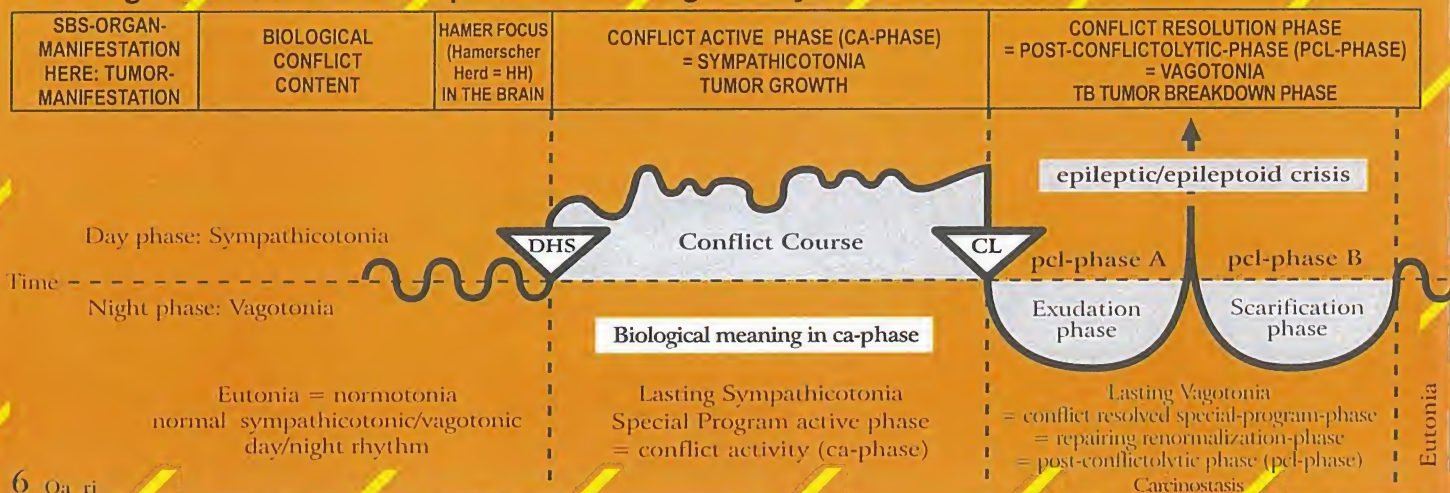 SBS-ORGAN-
MANIFESTATION
HERE: TUMOR-
MANIFESTATION
BIOLOGICAL
CONFLICT
CONTENT
HAMER FOCUS
(Hamerscher
Herd = HH)
IN THE BRAIN
CONFLICT ACTIVE PHASE (CA-PHASE)
= SYMPATHICOTONIA
TUMOR GROWTH
CONFLICT RESOLUTION PHASE
= POST-CONFLICTOLYTIC-PHASE (PCL-PHASE)
= VAGOTONIA
TB TUMOR BREAKDOWN PHASE
epileptic/epileptoid crisis
Day phase: Sympathicotonia
DHS
Conflict Course
CL
pcl-phase A
pcl-phase B
Time
Night phase: Vagotonia
Exudation
phase
Scarification
phase
Biological meaning in ca-phase
Eutonia = normotonia
normal sympathicotonic/vagotonic
day/night rhythm
Lasting Sympathicotonia
Special Program active phase
= conflict activity (ca-phase)
Lasting Vagotonia
= conflict resolved special-program-phase
= repairing renormalization-phase
= post-conflictolytic phase (pcl-phase)
Carcinostasis
Eutonia
6 Oa ri